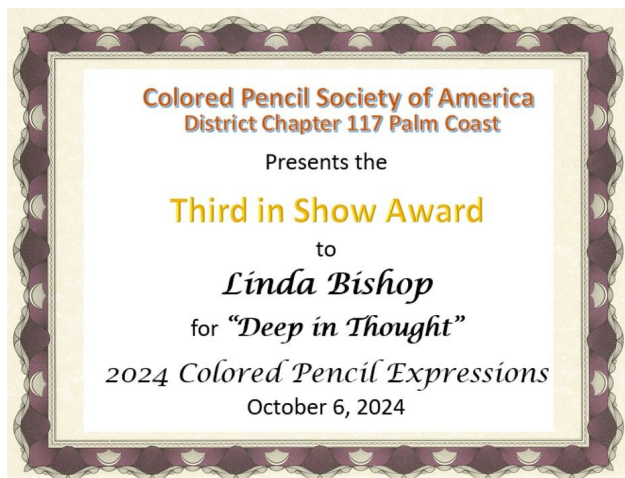 Colored Pencil Society of America
District Chapter 117 Palm Coast
Presents the
Third in Show Award
to
Linda Bishop
for “Deep in Thought”
2024 Colored Pencil Expressions
October 6, 2024